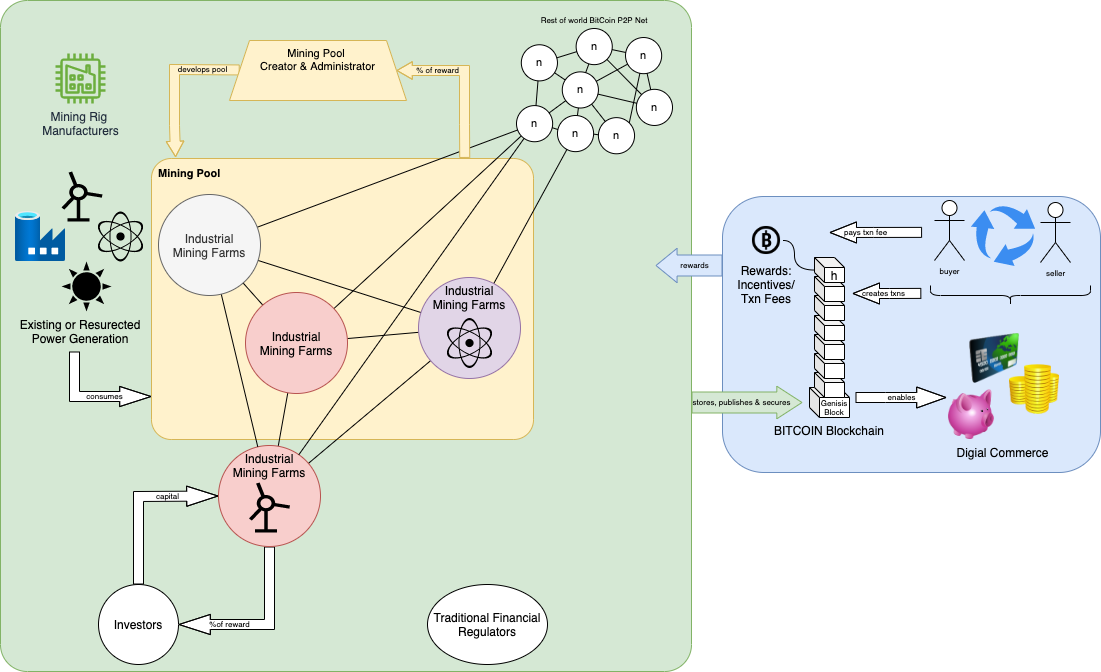 Rest of world BitCoin P2P Net
n
n
n
n
n
n
n
n
Mining Pool
Creator & Administrator
develops pool
% of reward
Mining Rig
Manufacturers
Mining Pool
Industrial
Mining Farms
Industrial
Mining Farms
Industrial
Mining Farms
Existing or Resurected
Power Generation
consumes
Industrial
Mining Farms
capital
%of reward
Investors
Traditional Financial
Regulators
rewards
stores, publishes & secures
pays txn fee
buyer
seller
Rewards:
Incentives/
Txn Fees
h
creates txns
Genisis
Block
enables
BITCOIN Blockchain
Digial Commerce